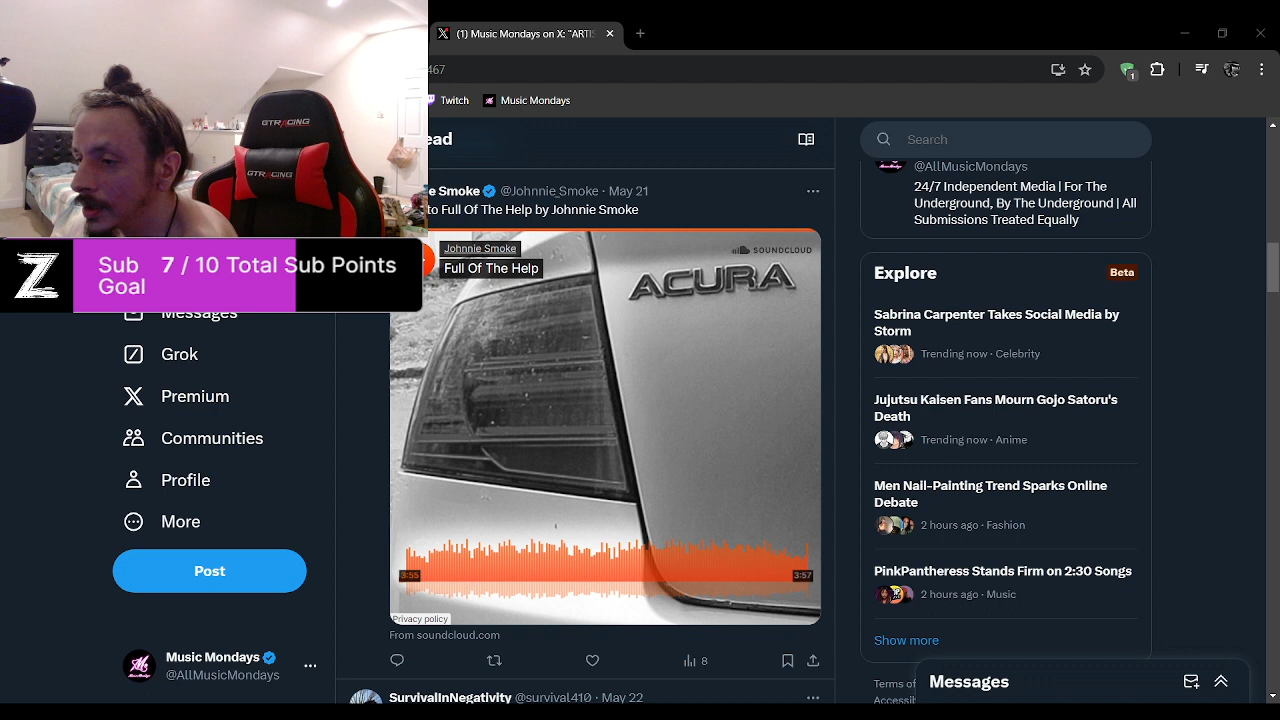 (1) Music Mondays on X: "ARTIS
467
Twitch
Music Mondays
ead
Search
@AllMusicMondays
24/7 Independent Media | For The
Underground, By The Underground | All
Submissions Treated Equally
GTRACING
GTRACING
e Smoke @Johnnie_Smoke · May 21
to Full Of The Help by Johnnie Smoke
Johnnie Smoke
Full Of The Help
SOUNDCLOUD
ACURA
Sub Goal
7 / 10 Total Sub Points
Messages
Grok
Premium
Communities
Profile
More
Post
Music Mondays
@AllMusicMondays
3:55
3:57
Privacy policy
From soundcloud.com
8
SurvivalInNegativity @survival410 · May 22
Explore
Beta
Sabrina Carpenter Takes Social Media by
Storm
Trending now · Celebrity
Jujutsu Kaisen Fans Mourn Gojo Satoru's
Death
Trending now · Anime
Men Nail-Painting Trend Sparks Online
Debate
2 hours ago · Fashion
PinkPantheress Stands Firm on 2:30 Songs
2 hours ago · Music
Show more
Terms of
Accessib
Messages